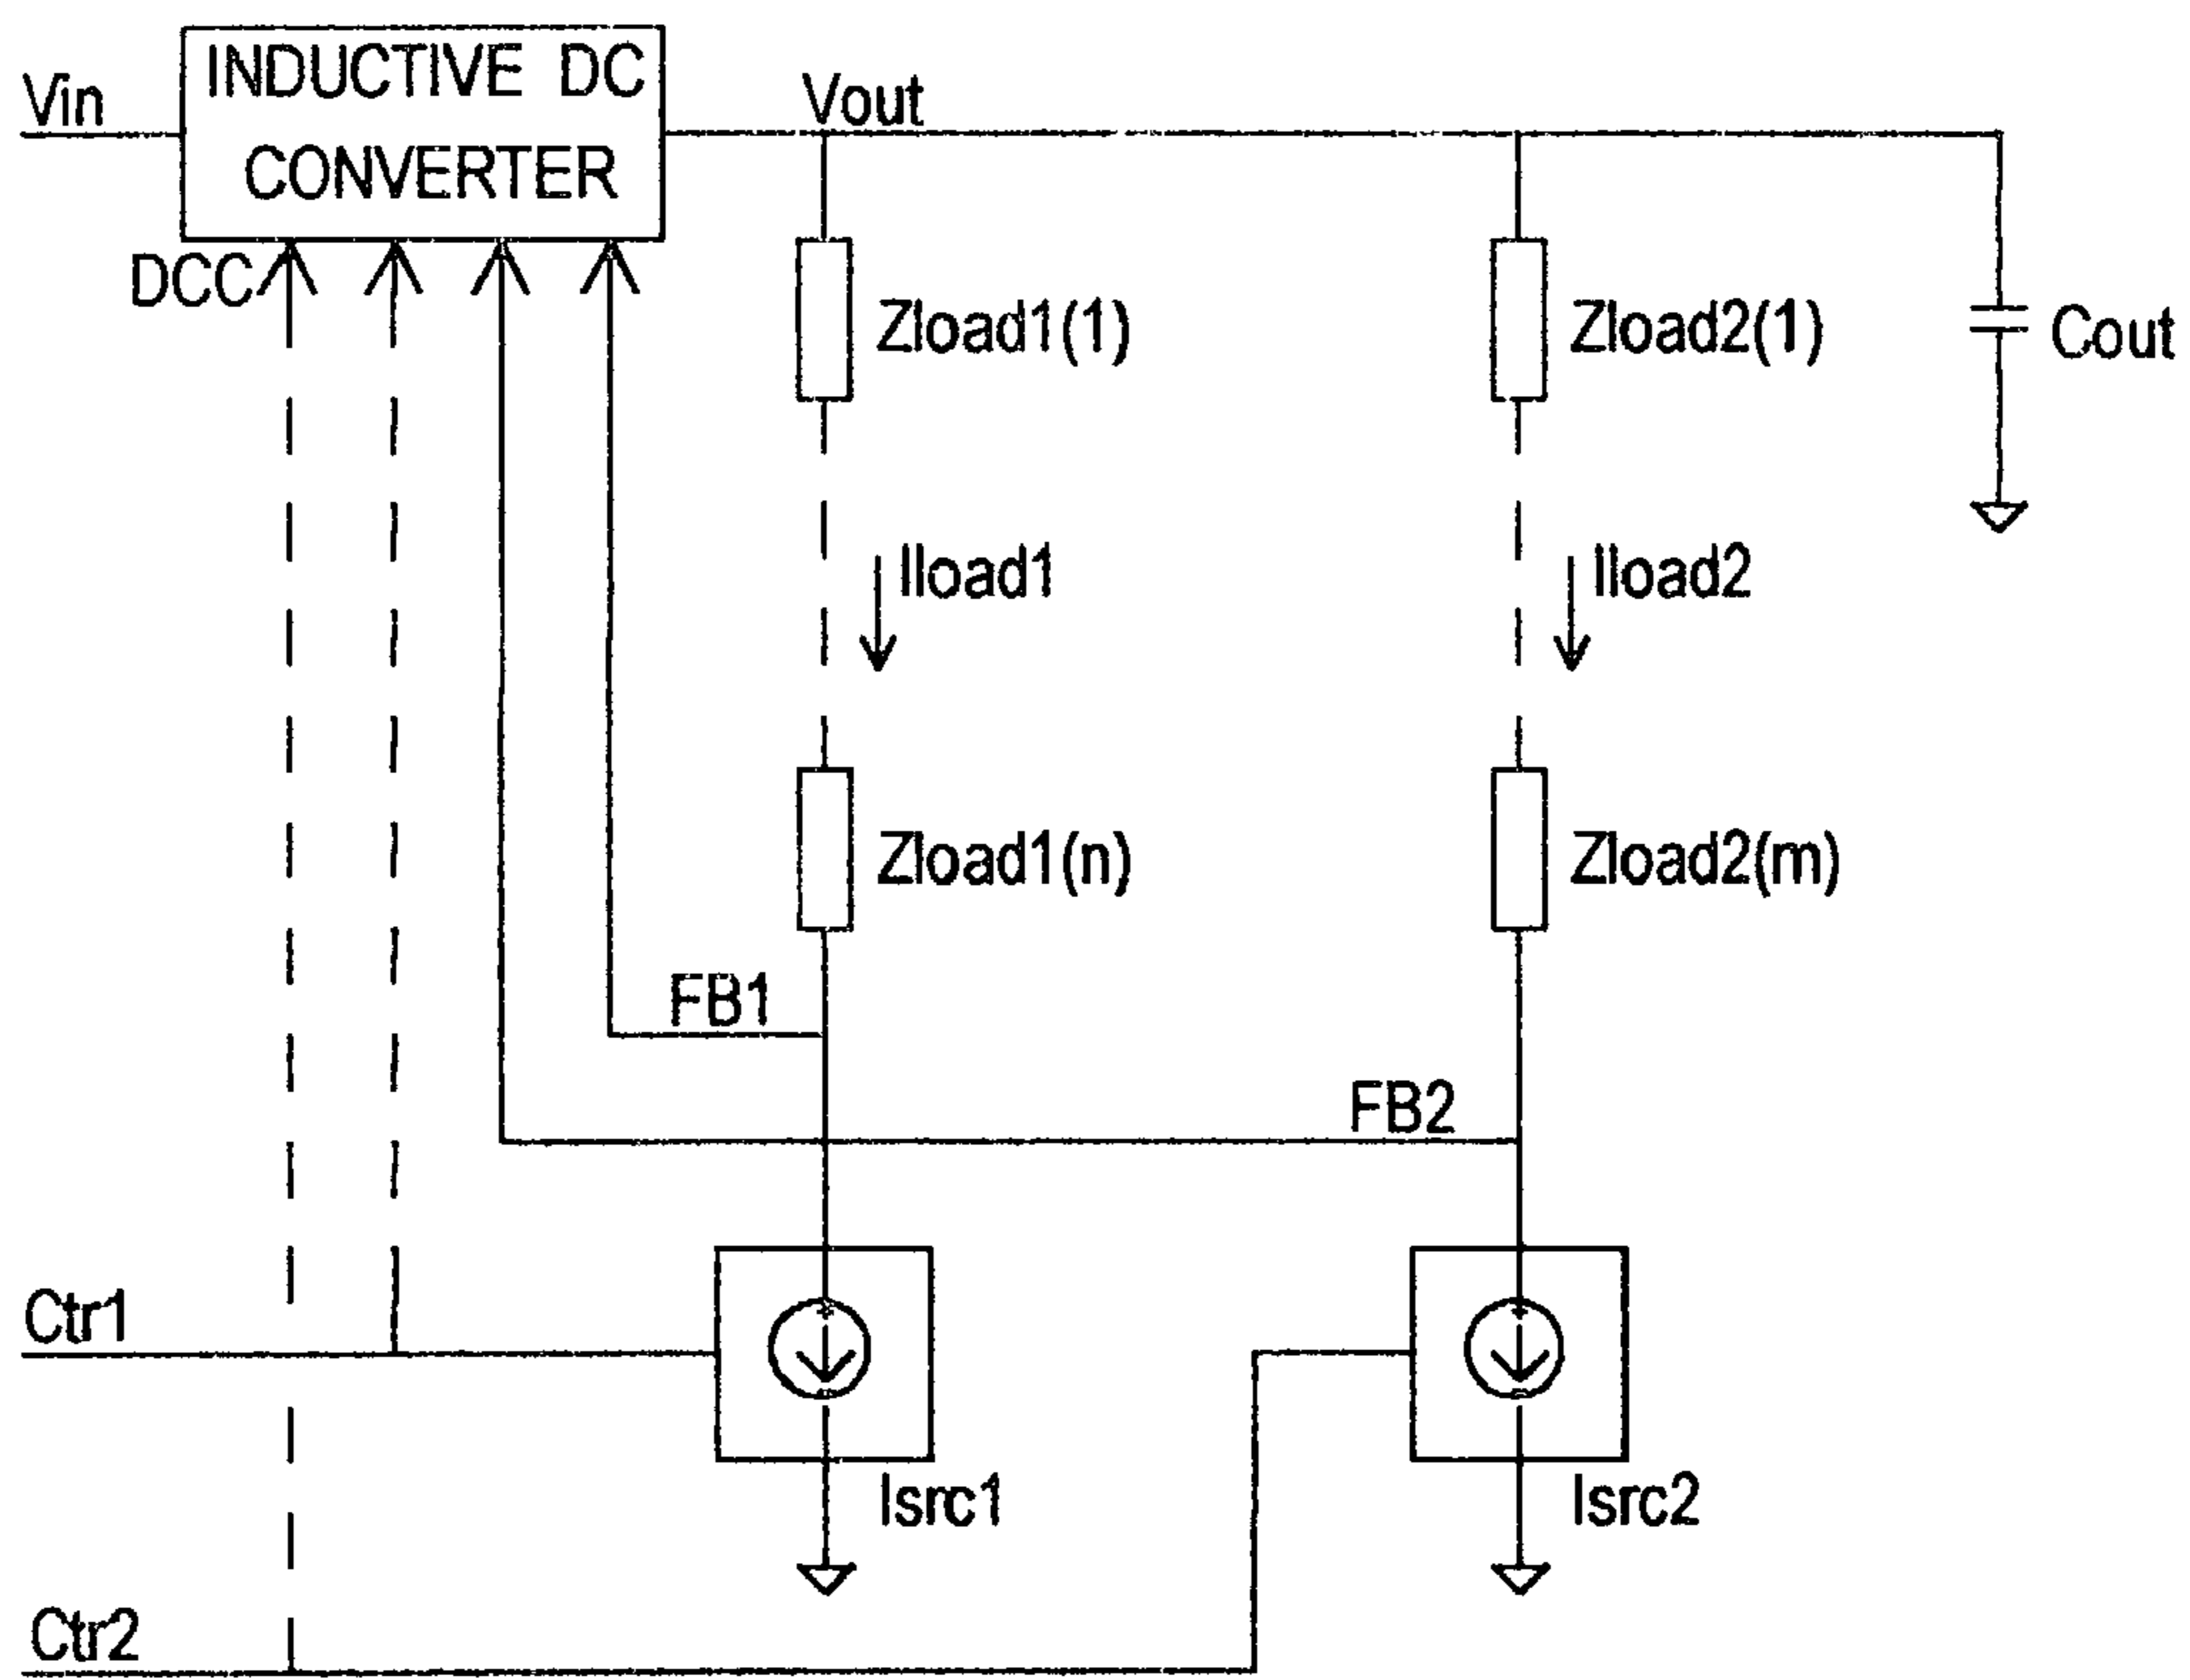 INDUCTIVE DC
CONVERTER
Vin
Vout
DCC
Zload1(1)
Zload2(1)
Cout
Iload1
Iload2
Zload1(n)
Zload2(m)
FB1
FB2
Ctr1
Isrc1
Isrc2
Ctr2